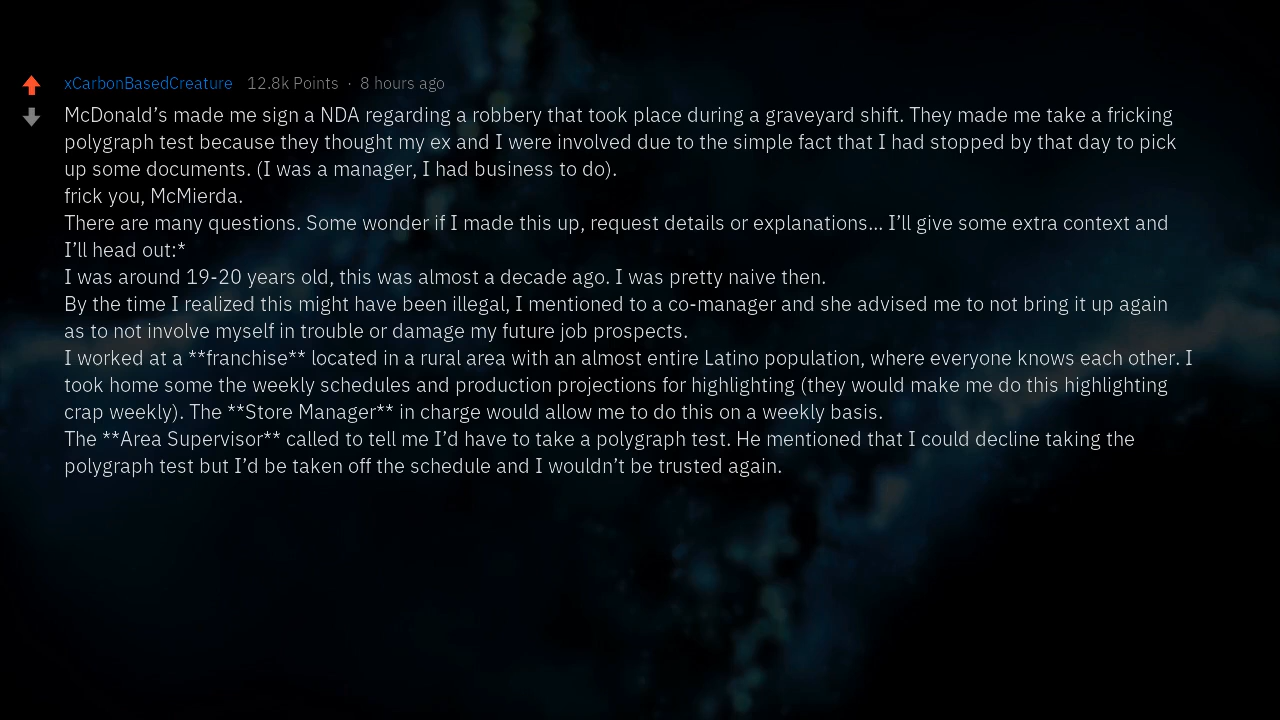 xCarbonBasedCreature 12.8k Points · 8 hours ago
McDonald’s made me sign a NDA regarding a robbery that took place during a graveyard shift. They made me take a fricking
polygraph test because they thought my ex and I were involved due to the simple fact that I had stopped by that day to pick
up some documents. (I was a manager, I had business to do).
frick you, McMierda.
There are many questions. Some wonder if I made this up, request details or explanations... I’ll give some extra context and
I’ll head out:*
I was around 19-20 years old, this was almost a decade ago. I was pretty naive then.
By the time I realized this might have been illegal, I mentioned to a co-manager and she advised me to not bring it up again
as to not involve myself in trouble or damage my future job prospects.
I worked at a **franchise** located in a rural area with an almost entire Latino population, where everyone knows each other. I
took home some the weekly schedules and production projections for highlighting (they would make me do this highlighting
crap weekly). The **Store Manager** in charge would allow me to do this on a weekly basis.
The **Area Supervisor** called to tell me I’d have to take a polygraph test. He mentioned that I could decline taking the
polygraph test but I’d be taken off the schedule and I wouldn’t be trusted again.